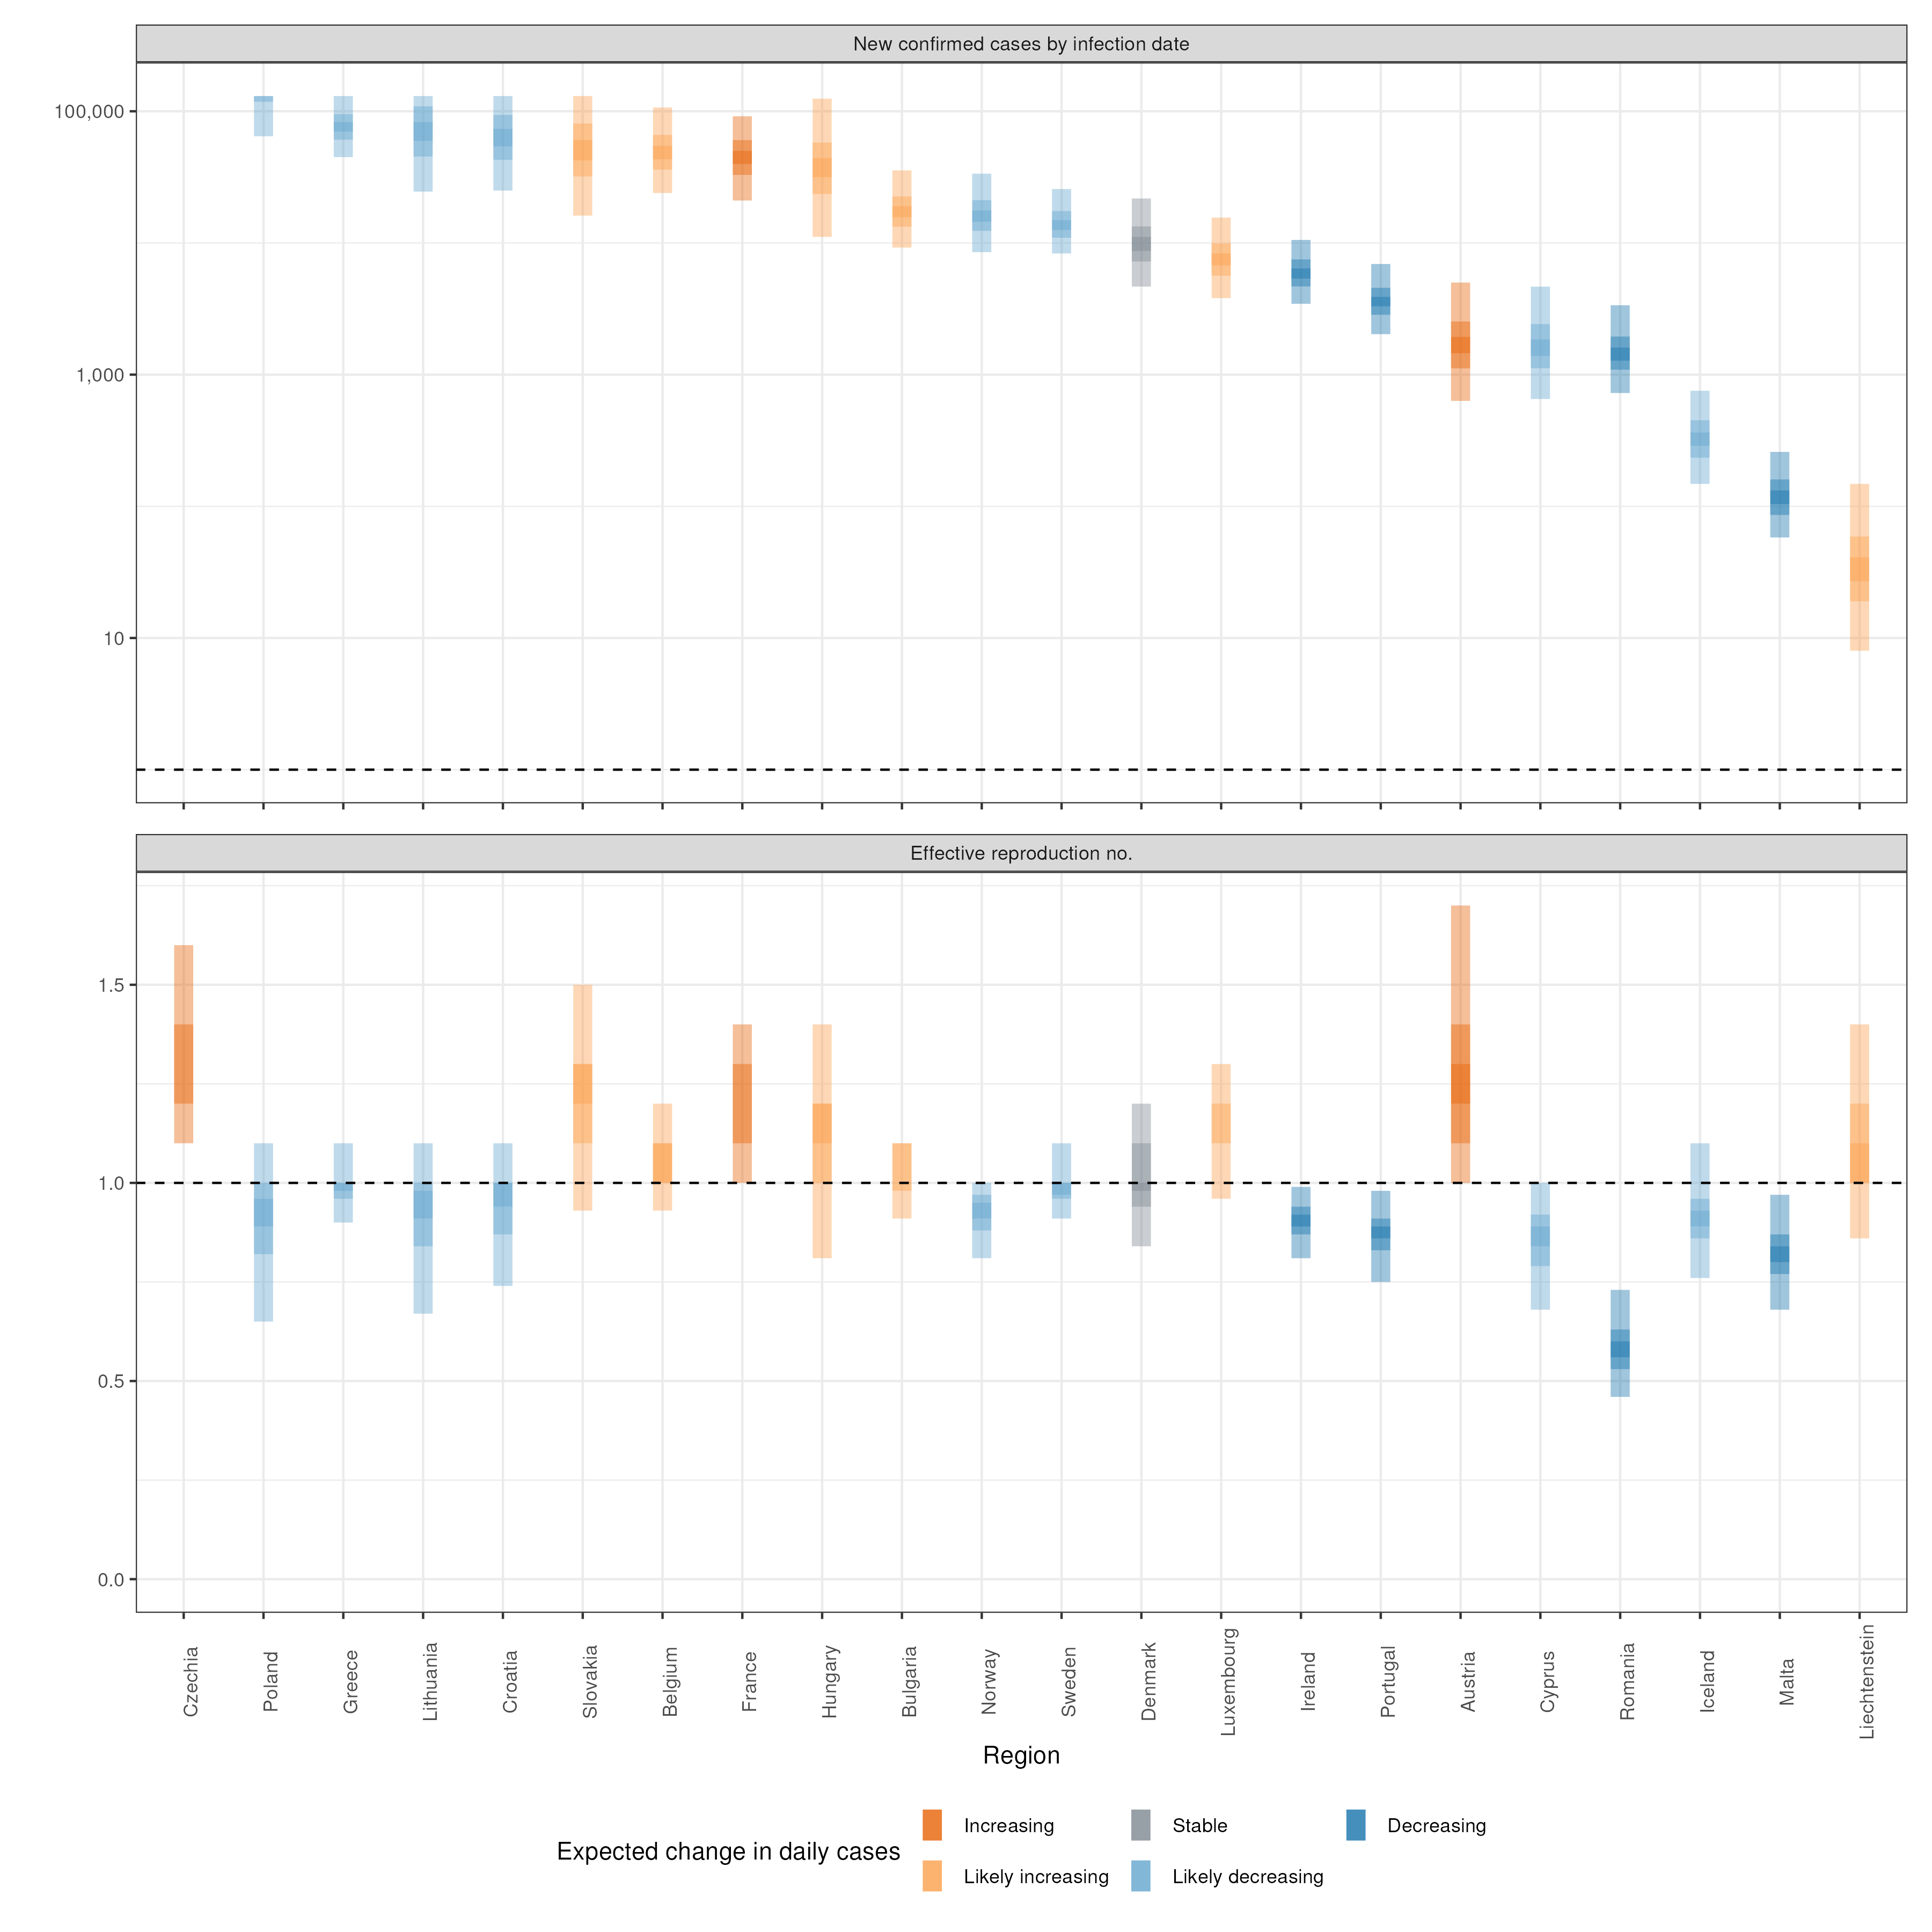 New confirmed cases by infection date
100,000
1,000
10
Effective reproduction no.
1.5
1.0
0.5
0.0
Czechia
Poland
Greece
Lithuania
Croatia
Slovakia
Belgium
France
Hungary
Bulgaria
Norway
Sweden
Denmark
Luxembourg
Ireland
Portugal
Austria
Cyprus
Romania
Iceland
Malta
Liechtenstein
Region
Expected change in daily cases
Increasing
Stable
Decreasing
Likely increasing
Likely decreasing